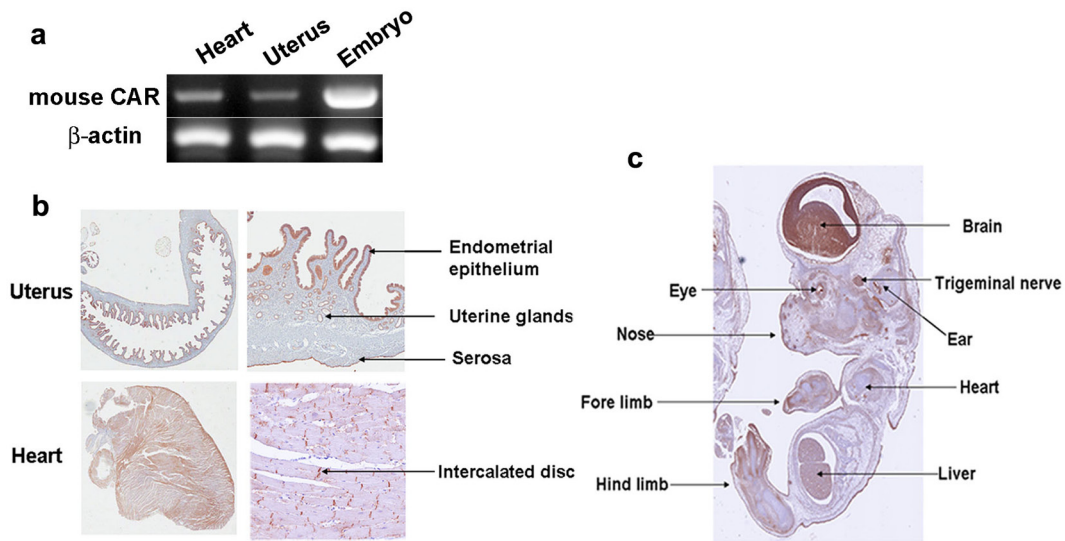 a
Heart Uterus Embryo
mouse CAR
β-actin
b
Uterus
Endometrial
epithelium
Uterine glands
Serosa
Heart
Intercalated disc
c
Brain
Eye
Trigeminal nerve
Nose
Ear
Heart
Fore limb
Liver
Hind limb